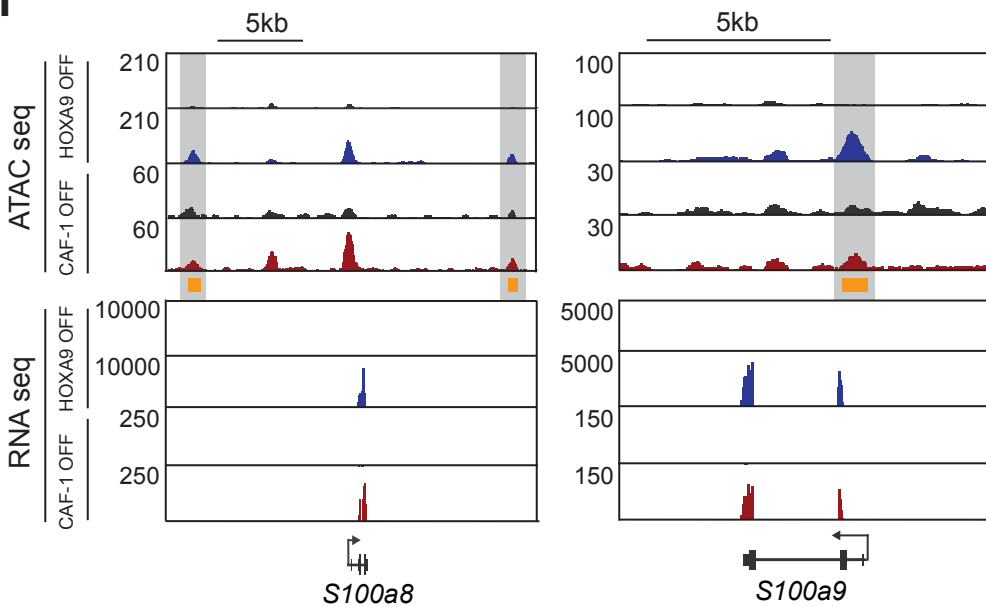 5kb
5kb
ATAC seq
HOXA9 OFF
CAF-1 OFF
210
210
60
60
100
100
30
30
RNA seq
HOXA9 OFF
CAF-1 OFF
10000
10000
250
250
5000
5000
150
150
S100a8
S100a9